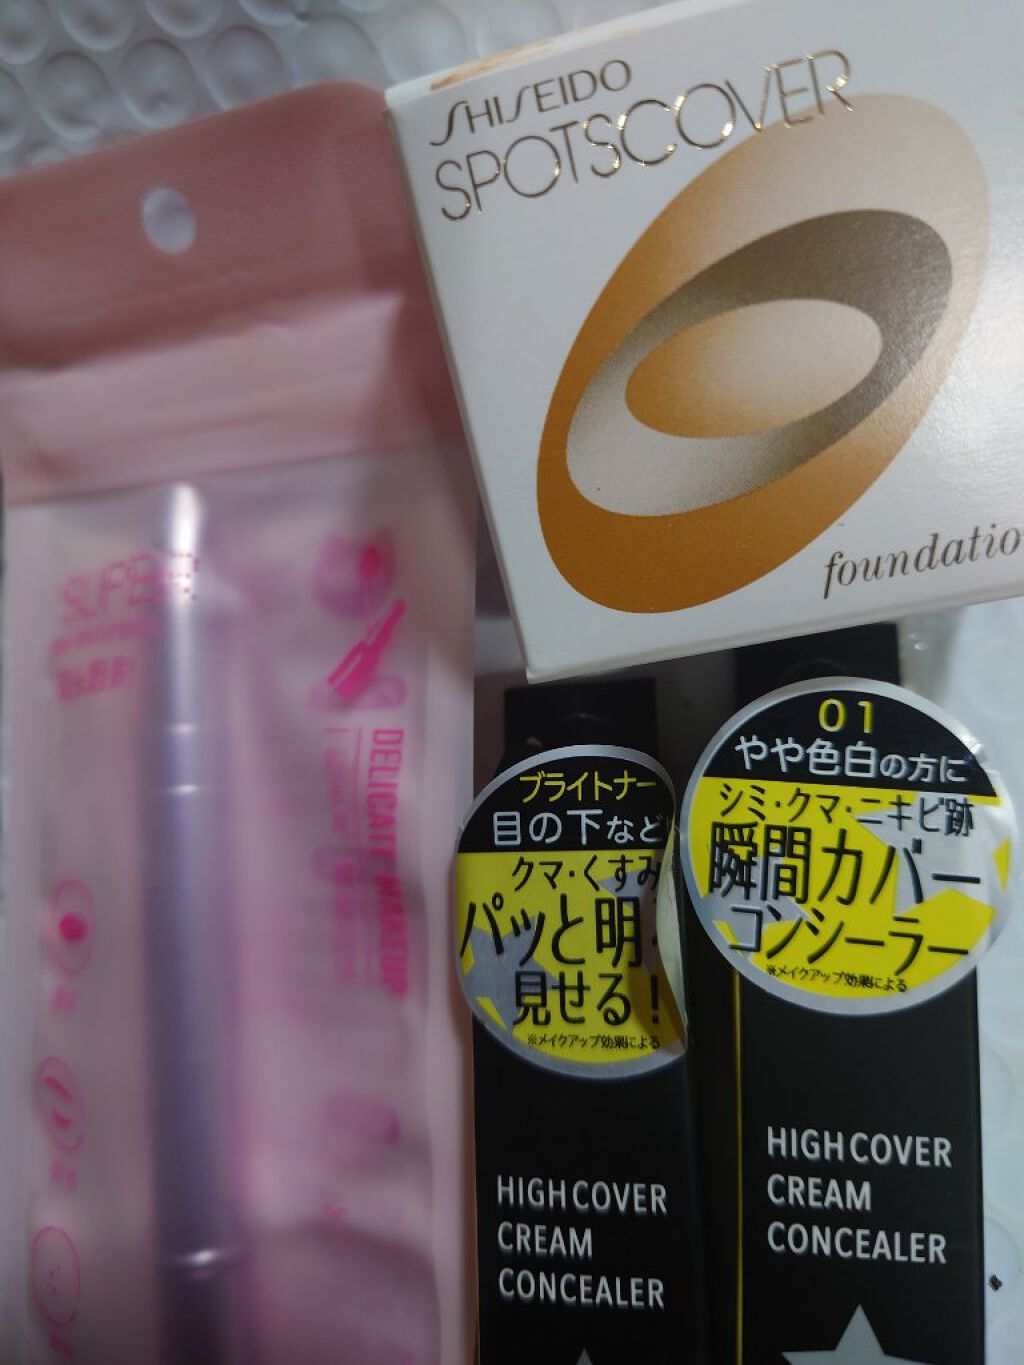 SHISEIDO
SPOTSCOVER
foundatio
DELICATE MAKEUP
ブライトナー
目の下など
クマ・くすみ
パッと明
見せる!
※メイクアップ効果による
HIGH COVER
CREAM
CONCEALER
01
やや色白の方に
シミ・クマ・ニキビ跡
瞬間カバー
コンシーラー
※メイクアップ効果による
HIGH COVER
CREAM
CONCEALER